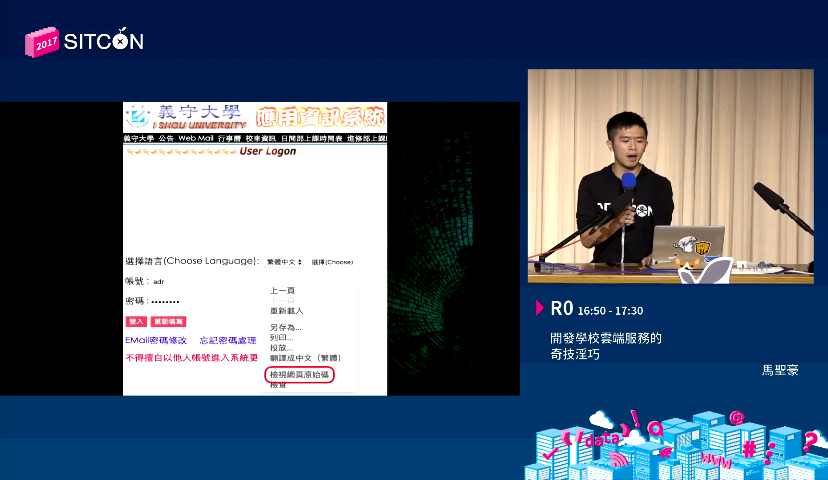 2017 SITCON
義守大學
I SHOU UNIVERSITY
應用資訊系統
義守大學 公告 Web Mail 行事曆 校車資訊 日間部上課時間表 進修部上課
User Logon
選擇語言(Choose Language): 繁體中文 選擇(Choose)
帳號： adr
密碼：••••••••
登入 重新填寫
EMail密碼修改 忘記密碼處理
不得擅自以他人帳號進入系統更
上一頁
下一頁
重新載入
另存為...
列印...
投放...
翻譯成中文（繁體）
檢視網頁原始碼
檢查
R0 16:50 - 17:30
開發學校雲端服務的
奇技淫巧
馬聖豪
data
www